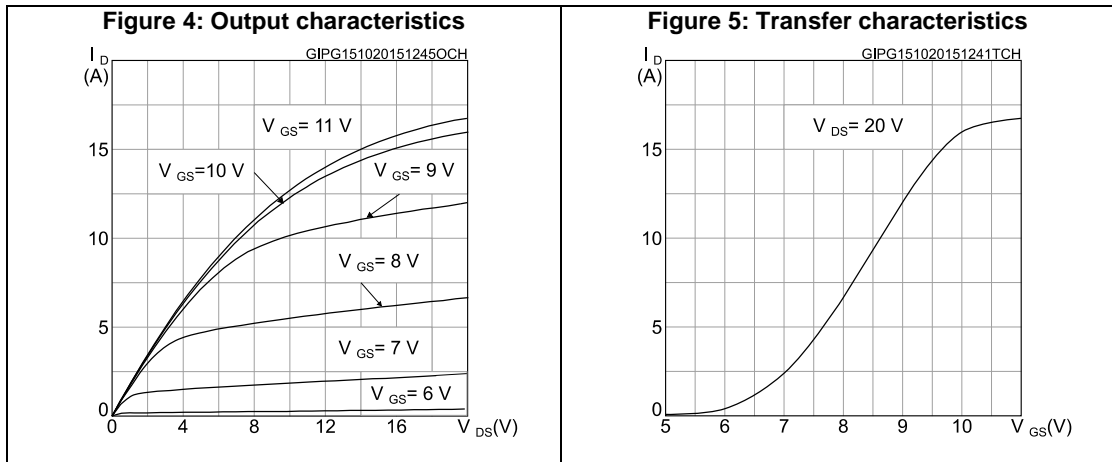 Figure 4: Output characteristics
GIPG151020151245OCH
I D
(A)
15
10
5
0
V GS= 11 V
V GS=10 V
V GS= 9 V
V GS= 8 V
V GS= 7 V
V GS= 6 V
0 4 8 12 16 V DS(V)
Figure 5: Transfer characteristics
GIPG151020151241TCH
I D
(A)
15
10
5
0
V DS= 20 V
5 6 7 8 9 10 V GS(V)